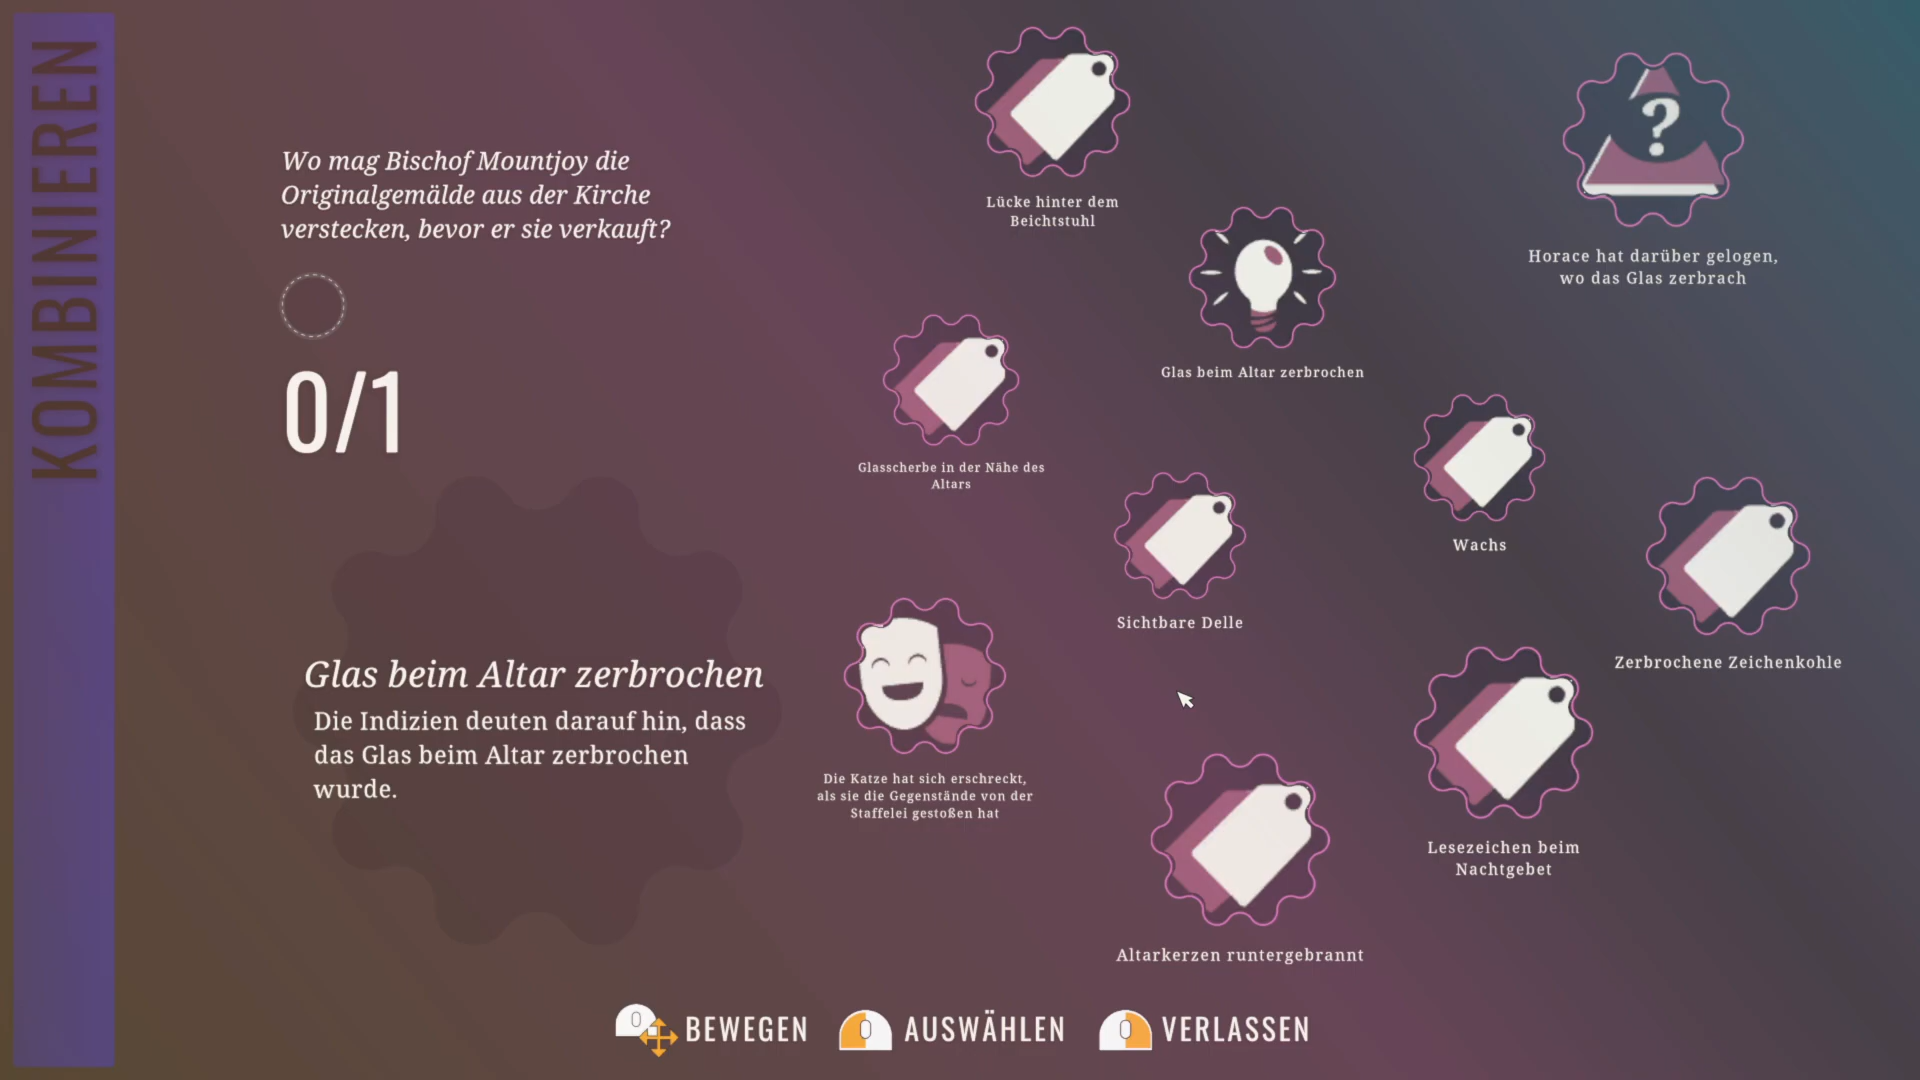 KOMBINIEREN
Wo mag Bischof Mountjoy die
Originalgemälde aus der Kirche
verstecken, bevor er sie verkauft?
0/1
Glas beim Altar zerbrochen
Die Indizien deuten darauf hin, dass
das Glas beim Altar zerbrochen
wurde.
Lücke hinter dem
Beichtstuhl
?
Horace hat darüber gelogen,
wo das Glas zerbrach
Glas beim Altar zerbrochen
Glasscherbe in der Nähe des
Altars
Wachs
Sichtbare Delle
Zerbrochene Zeichenkohle
Die Katze hat sich erschreckt,
als sie die Gegenstände von der
Staffelei gestoßen hat
Lesezeichen beim
Nachtgebet
Altarkerzen runtergebrannt
BEWEGEN
AUSWÄHLEN
VERLASSEN